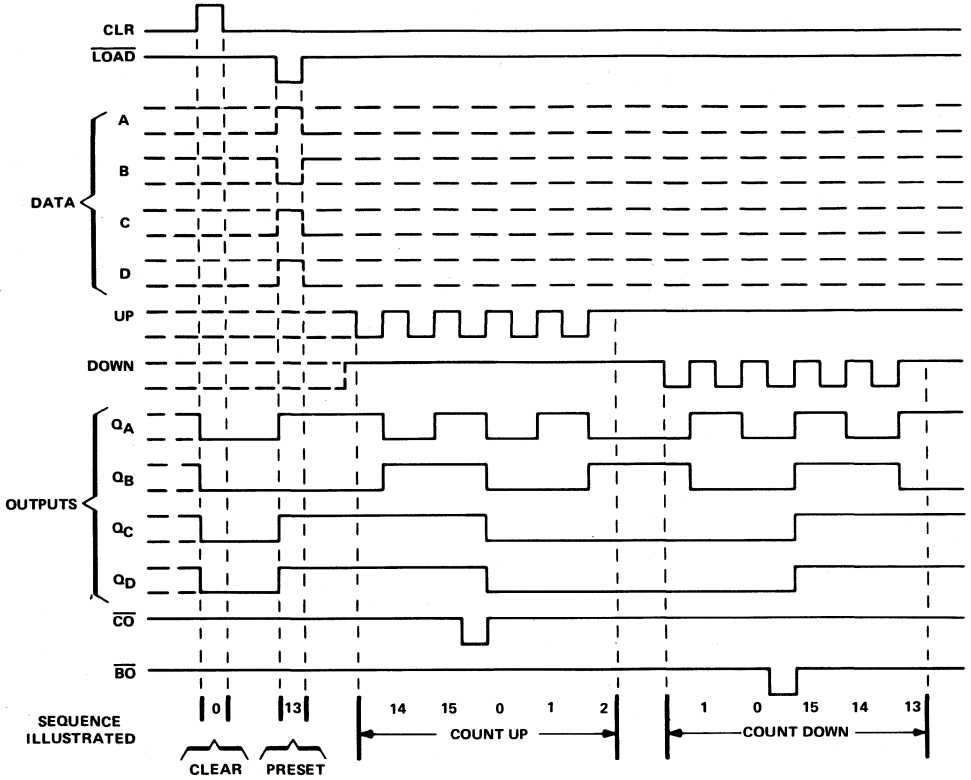 CLR
LOAD
A
B
DATA
C
D
UP
DOWN
QA
QB
OUTPUTS
QC
QD
CO
BO
SEQUENCE
ILLUSTRATED
0 13 14 15 0 1 2 1 0 15 14 13
COUNT UP COUNT DOWN
CLEAR PRESET